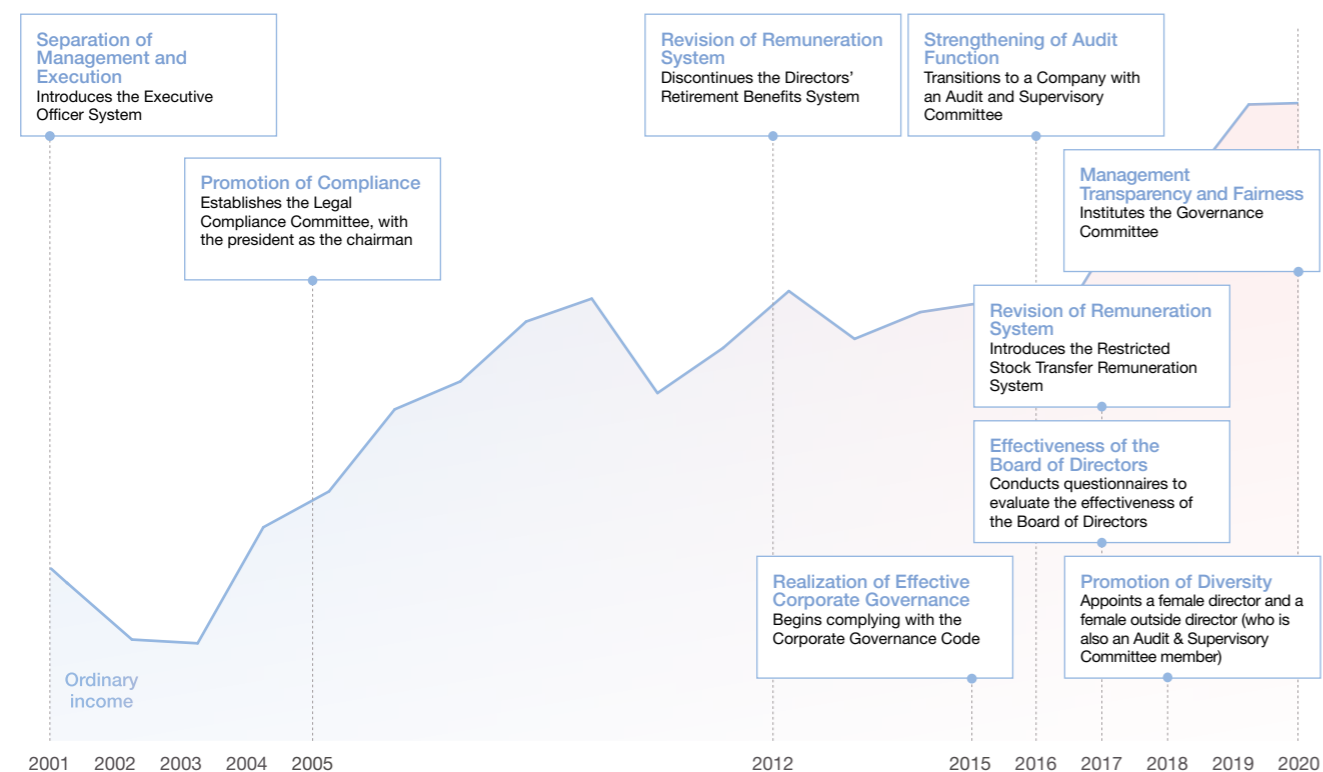 Separation of
Management and
Execution
Introduces the Executive
Officer System
Promotion of Compliance
Establishes the Legal
Compliance Committee, with
the president as the chairman
Revision of Remuneration
System
Discontinues the Directors’
Retirement Benefits System
Strengthening of Audit
Function
Transitions to a Company with
an Audit and Supervisory
Committee
Management
Transparency and Fairness
Institutes the Governance
Committee
Revision of Remuneration
System
Introduces the Restricted
Stock Transfer Remuneration
System
Effectiveness of the
Board of Directors
Conducts questionnaires to
evaluate the effectiveness of
the Board of Directors
Realization of Effective
Corporate Governance
Begins complying with the
Corporate Governance Code
Promotion of Diversity
Appoints a female director and a
female outside director (who is
also an Audit & Supervisory
Committee member)
Ordinary
income
2001 2002 2003 2004 2005 2012 2015 2016 2017 2018 2019 2020